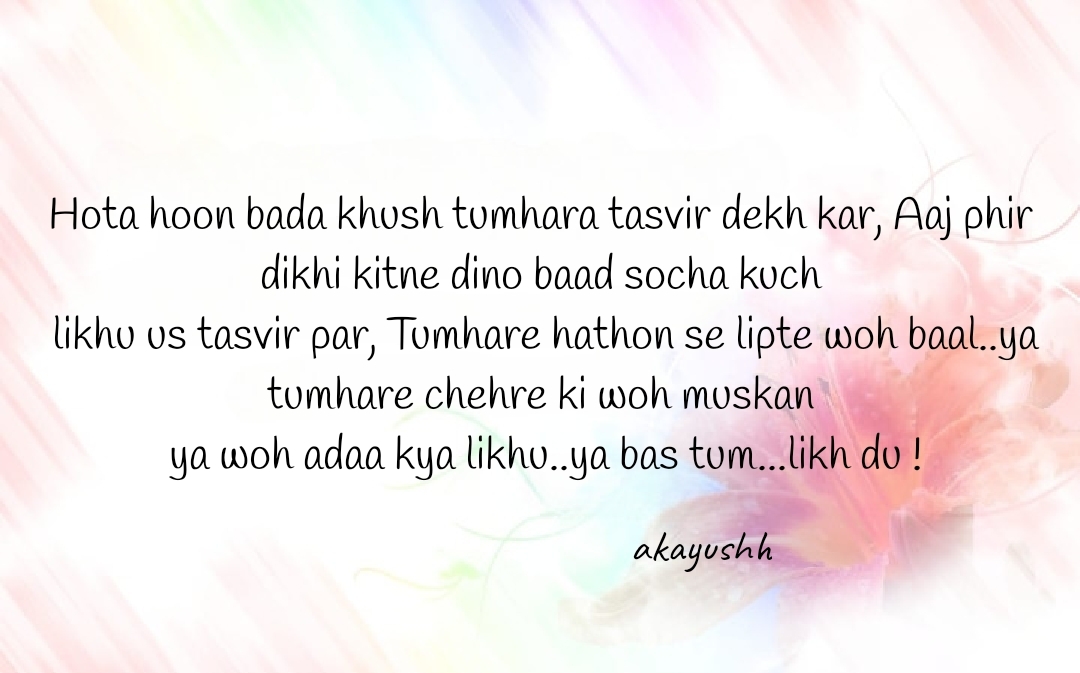 Hota hoon bada khush tumhara tasvir dekh kar, Aaj phir
dikhi kitne dino baad socha kuch
likhu us tasvir par, Tumhare hathon se lipte woh baal..ya
tumhare chehre ki woh muskan
ya woh adaa kya likhu..ya bas tum...likh du !
akayushh